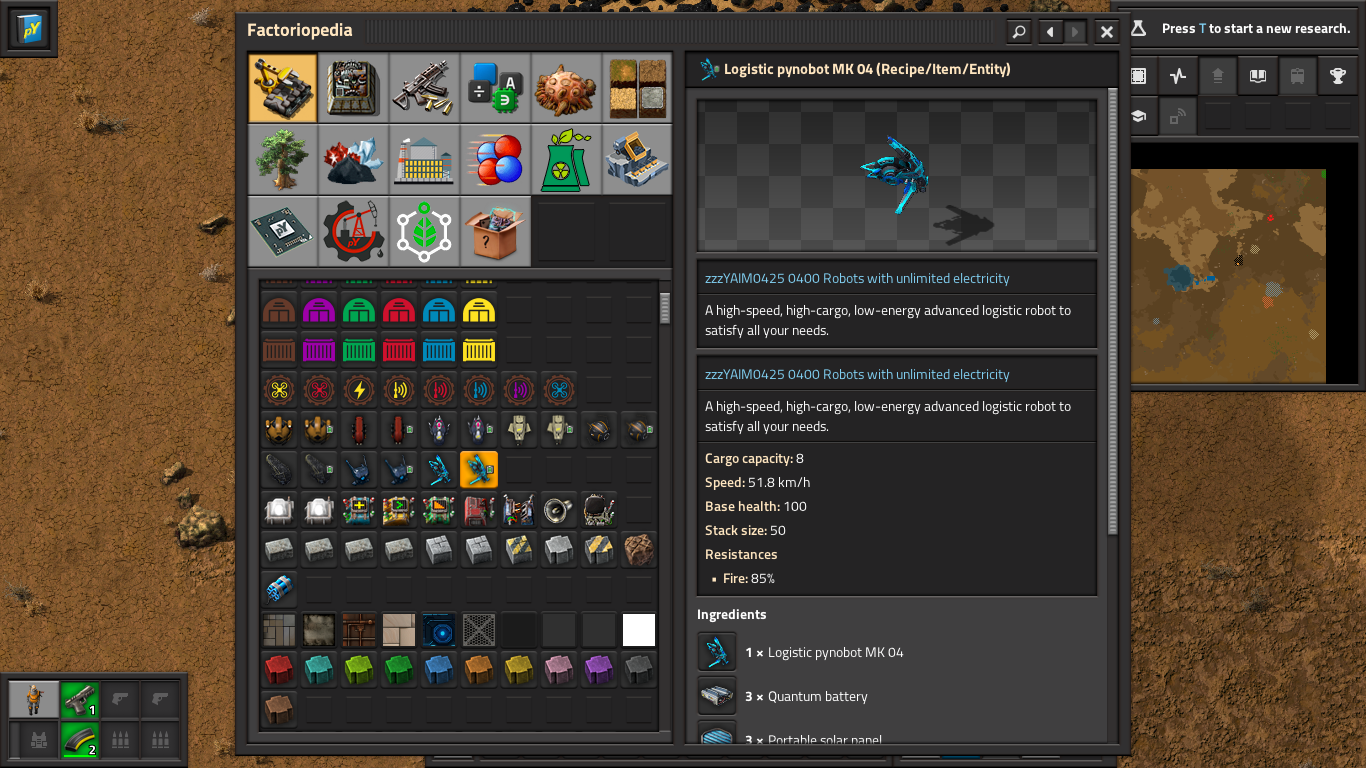 pY
Factoriopedia
Press T to start a new research.
A
pY
pY
?
Logistic pynobot MK 04 (Recipe/Item/Entity)
zzzYAIM0425 0400 Robots with unlimited electricity
A high-speed, high-cargo, low-energy advanced logistic robot to
satisfy all your needs.
zzzYAIM0425 0400 Robots with unlimited electricity
A high-speed, high-cargo, low-energy advanced logistic robot to
satisfy all your needs.
Cargo capacity: 8
Speed: 51.8 km/h
Base health: 100
Stack size: 50
Resistances
▪ Fire: 85%
Ingredients
1 × Logistic pynobot MK 04
3 × Quantum battery
3 × Portable solar panel
1
2